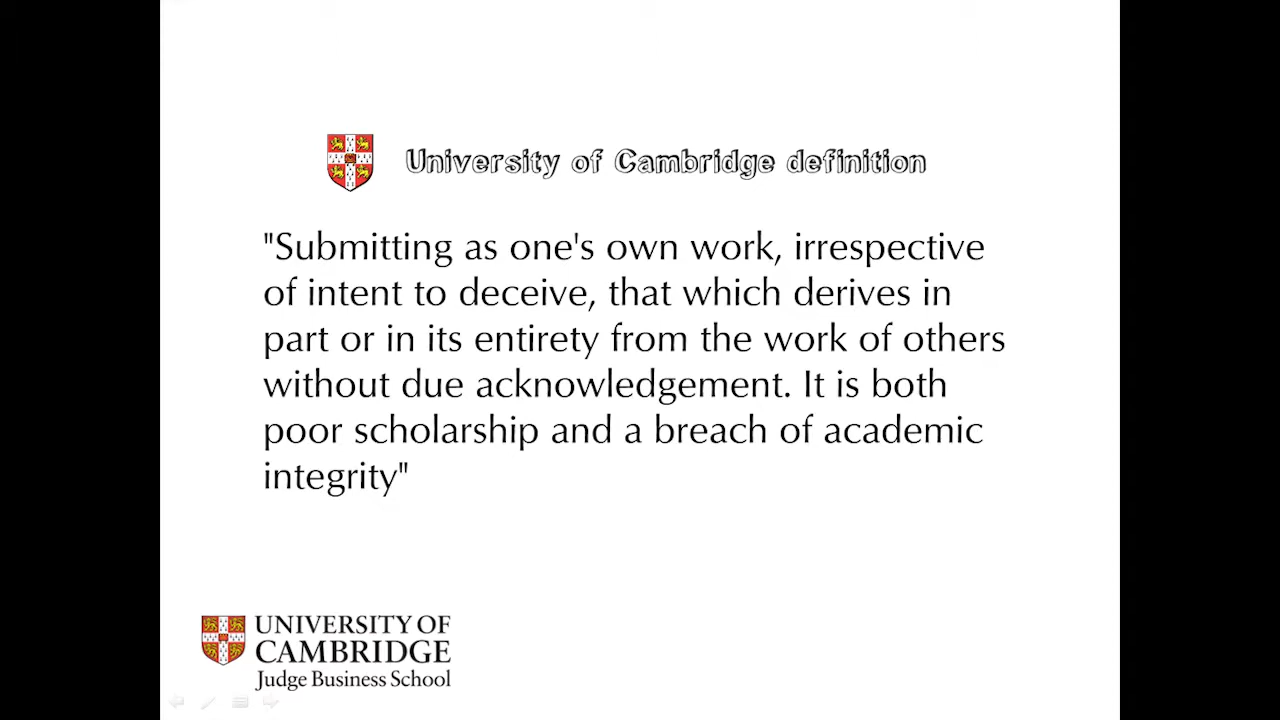 University of Cambridge definition
"Submitting as one's own work, irrespective
of intent to deceive, that which derives in
part or in its entirety from the work of others
without due acknowledgement. It is both
poor scholarship and a breach of academic
integrity"
UNIVERSITY OF
CAMBRIDGE
Judge Business School